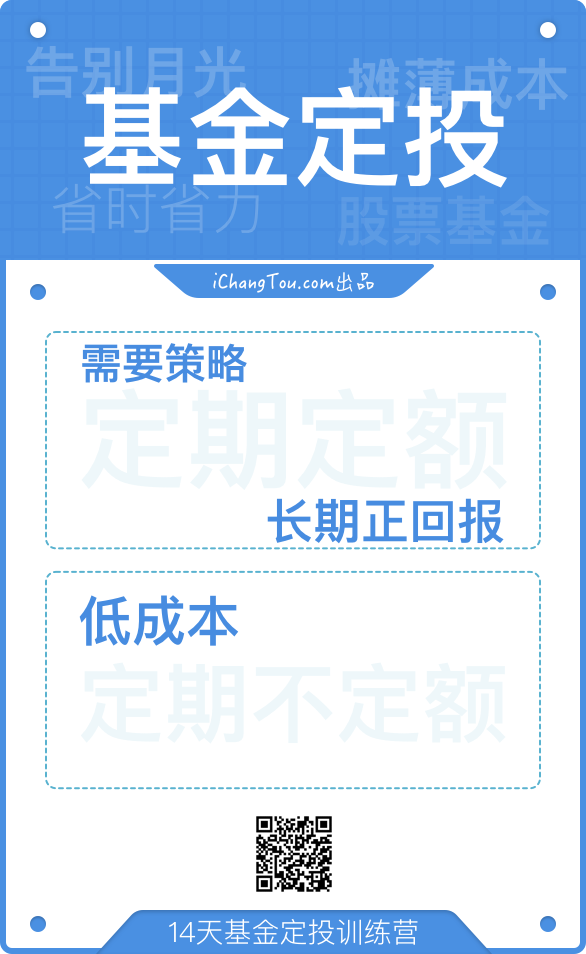 告别月光
摊薄成本
基金定投
省时省力
股票基金
iChangTou.com出品
需要策略
定期定额
长期正回报
低成本
定期不定额
14天基金定投训练营